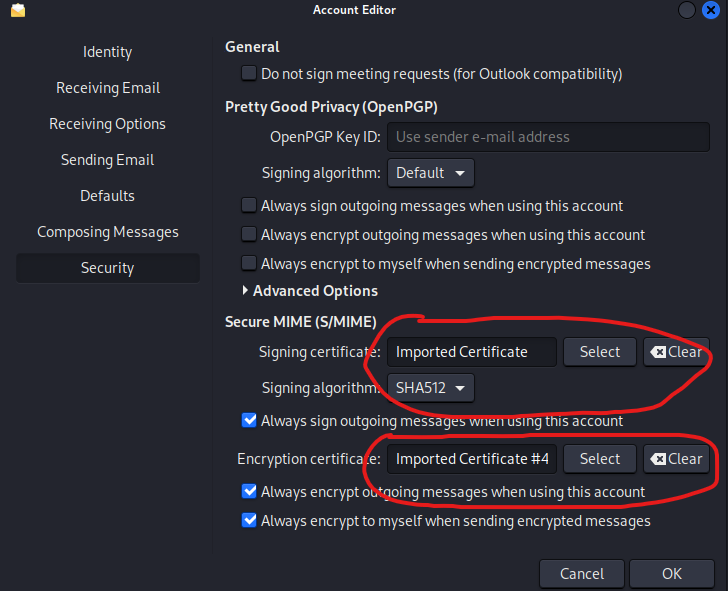 Account Editor
Identity
Receiving Email
Receiving Options
Sending Email
Defaults
Composing Messages
Security
General
Do not sign meeting requests (for Outlook compatibility)
Pretty Good Privacy (OpenPGP)
OpenPGP Key ID: Use sender e-mail address
Signing algorithm: Default
Always sign outgoing messages when using this account
Always encrypt outgoing messages when using this account
Always encrypt to myself when sending encrypted messages
Advanced Options
Secure MIME (S/MIME)
Signing certificate: Imported Certificate Select Clear
Signing algorithm: SHA512
Always sign outgoing messages when using this account
Encryption certificate: Imported Certificate #4 Select Clear
Always encrypt outgoing messages when using this account
Always encrypt to myself when sending encrypted messages
Cancel OK